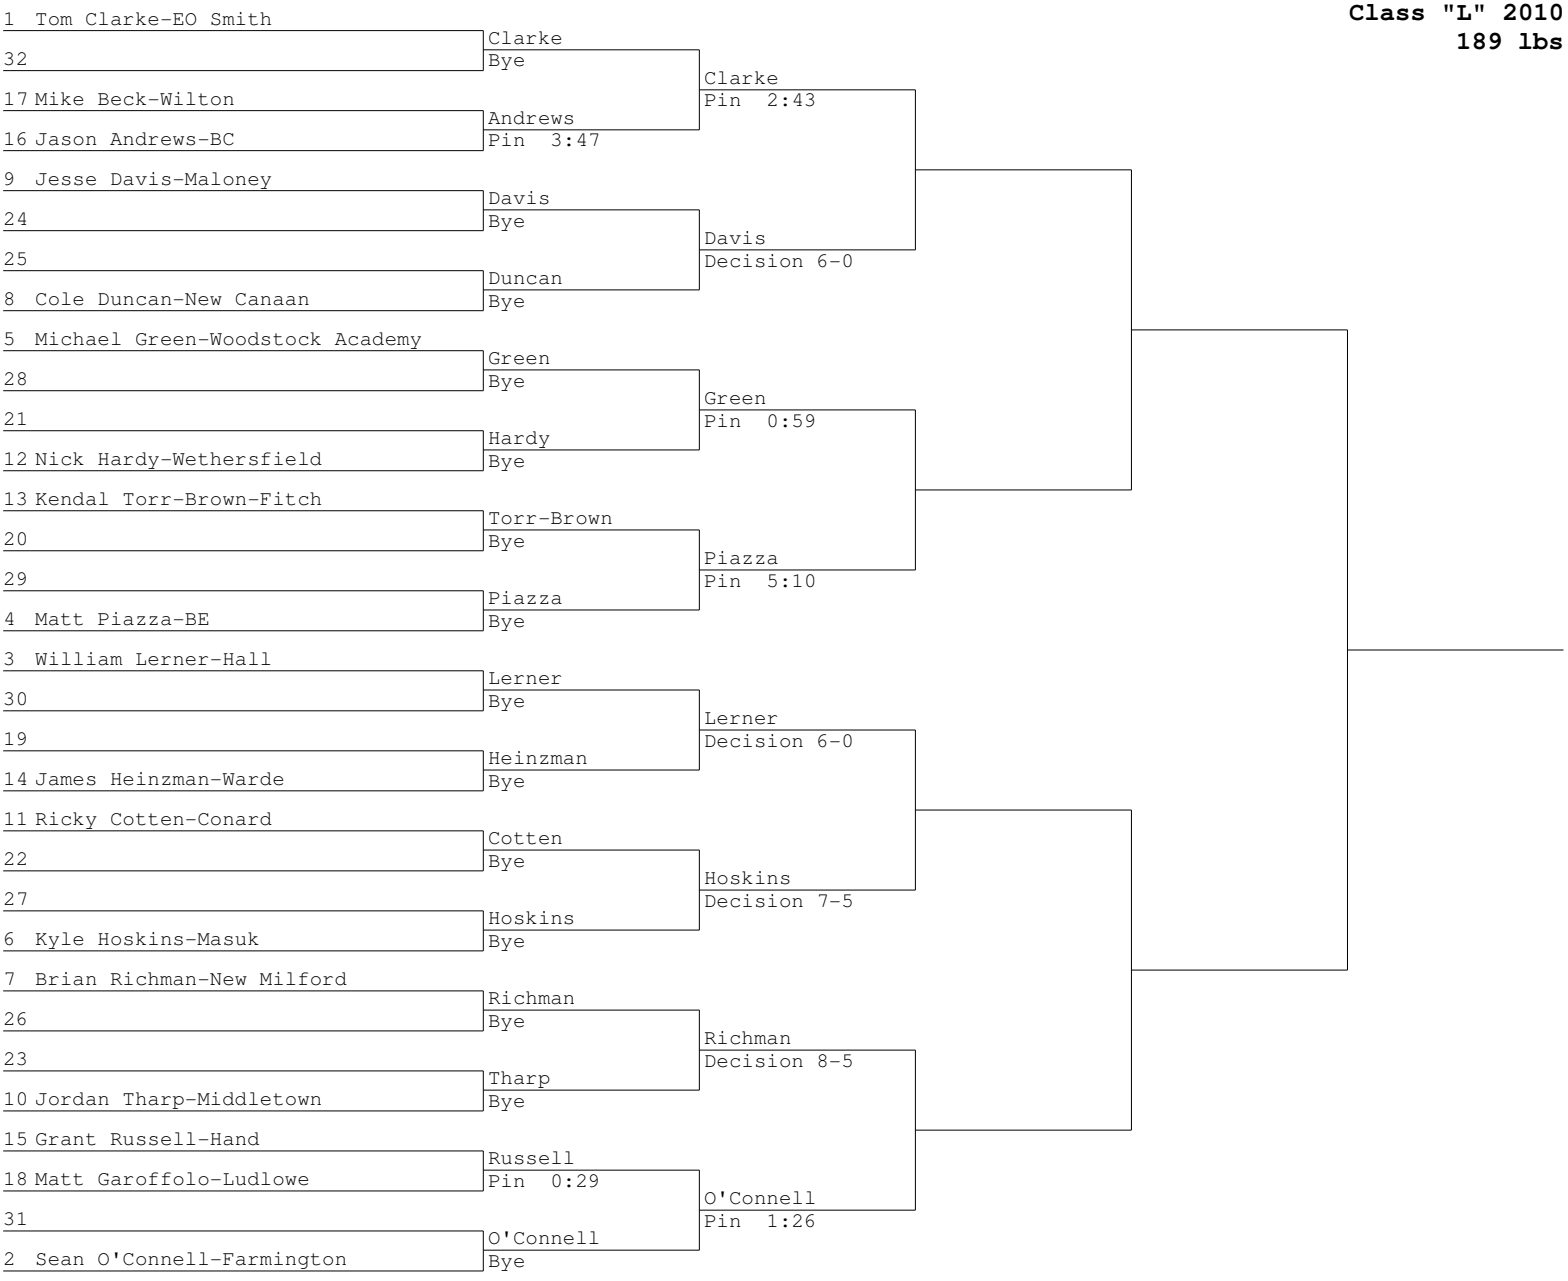 Class "L" 2010
189 lbs
1 Tom Clarke-EO Smith
Clarke
32
Bye
Clarke
17 Mike Beck-Wilton
Pin 2:43
Andrews
16 Jason Andrews-BC
Pin 3:47
9 Jesse Davis-Maloney
Davis
24
Bye
Davis
25
Decision 6-0
Duncan
8 Cole Duncan-New Canaan
Bye
5 Michael Green-Woodstock Academy
Green
28
Bye
Green
21
Pin 0:59
Hardy
12 Nick Hardy-Wethersfield
Bye
13 Kendal Torr-Brown-Fitch
Torr-Brown
20
Bye
Piazza
29
Pin 5:10
Piazza
4 Matt Piazza-BE
Bye
3 William Lerner-Hall
Lerner
30
Bye
Lerner
19
Decision 6-0
Heinzman
14 James Heinzman-Warde
Bye
11 Ricky Cotten-Conard
Cotten
22
Bye
Hoskins
27
Decision 7-5
Hoskins
6 Kyle Hoskins-Masuk
Bye
7 Brian Richman-New Milford
Richman
26
Bye
Richman
23
Decision 8-5
Tharp
10 Jordan Tharp-Middletown
Bye
15 Grant Russell-Hand
Russell
18 Matt Garoffolo-Ludlowe
Pin 0:29
O'Connell
31
Pin 1:26
O'Connell
2 Sean O'Connell-Farmington
Bye